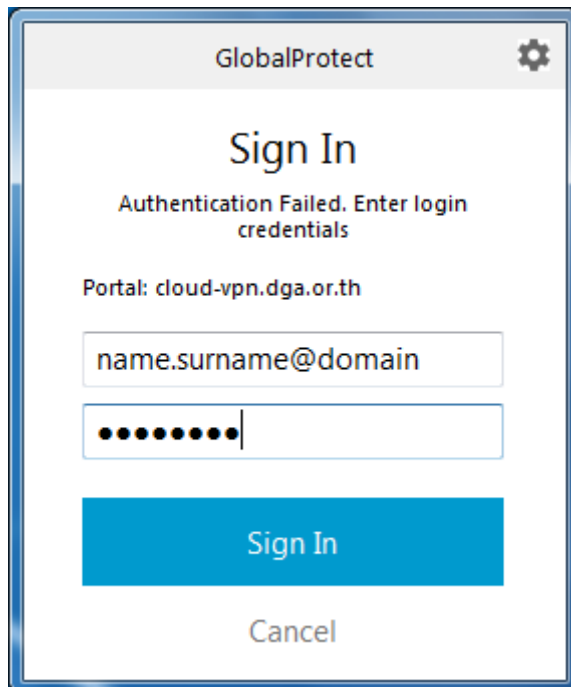 GlobalProtect
Sign In
Authentication Failed. Enter login
credentials
Portal: cloud-vpn.dga.or.th
name.surname@domain
●●●●●●●●
Sign In
Cancel